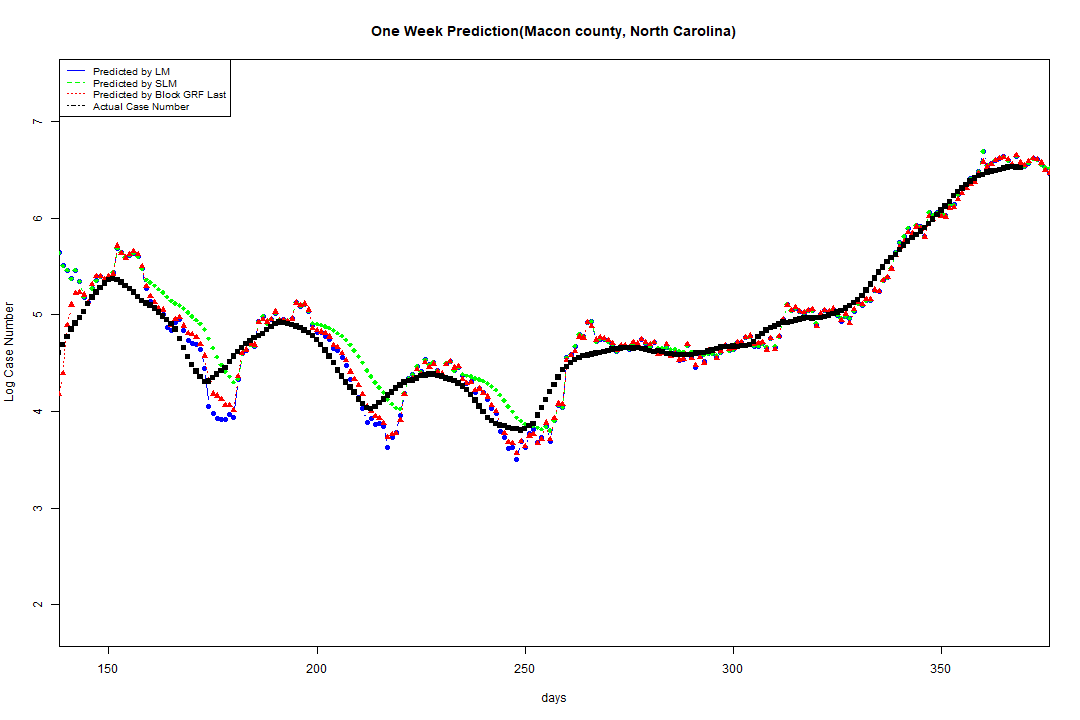 One Week Prediction(Macon county, North Carolina)
Predicted by LM
Predicted by SLM
Predicted by Block GRF Last
Actual Case Number
Log Case Number
7
6
5
4
3
2
150 200 250 300 350
days